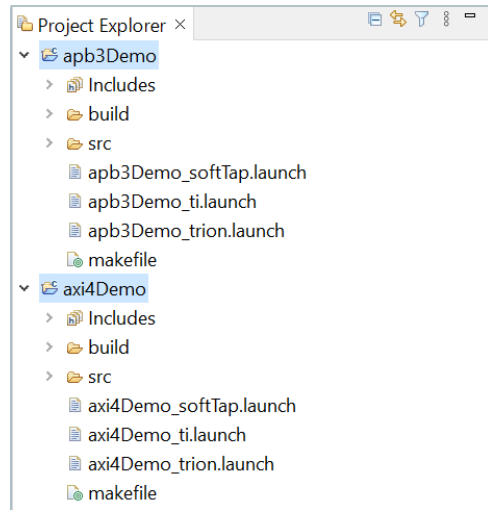 Project Explorer
apb3Demo
Includes
build
src
apb3Demo_softTap.launch
apb3Demo_ti.launch
apb3Demo_trion.launch
makefile
axi4Demo
Includes
build
src
axi4Demo_softTap.launch
axi4Demo_ti.launch
axi4Demo_trion.launch
makefile